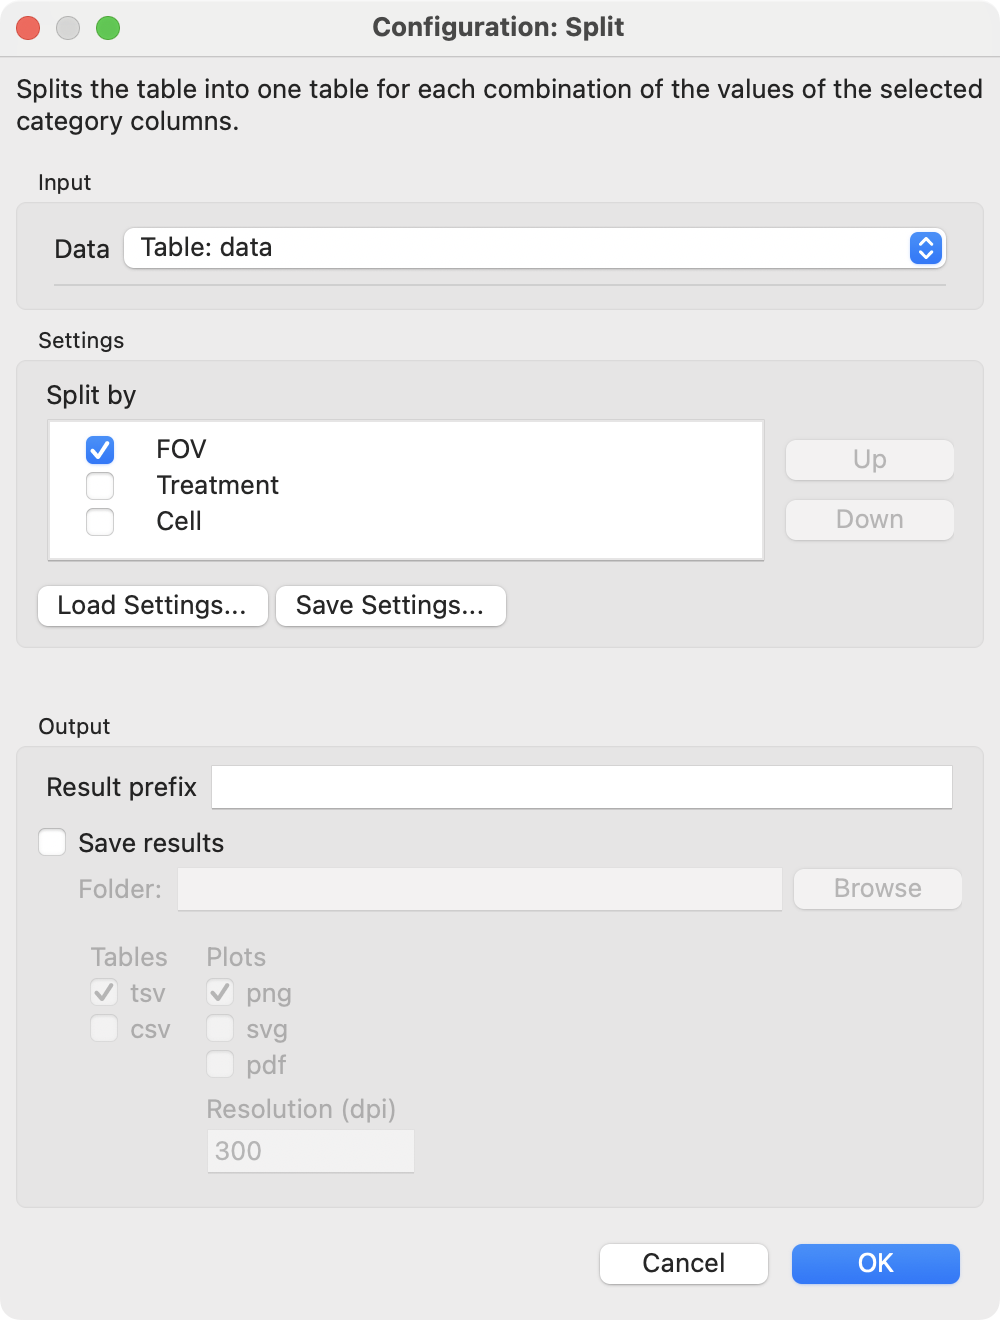 Configuration: Split
Splits the table into one table for each combination of the values of the selected
category columns.
Input
Data Table: data
Settings
Split by
FOV
Treatment
Cell
Up
Down
Load Settings... Save Settings...
Output
Result prefix
Save results
Folder: Browse
Tables Plots
tsv png
csv svg
pdf
Resolution (dpi)
300
Cancel OK